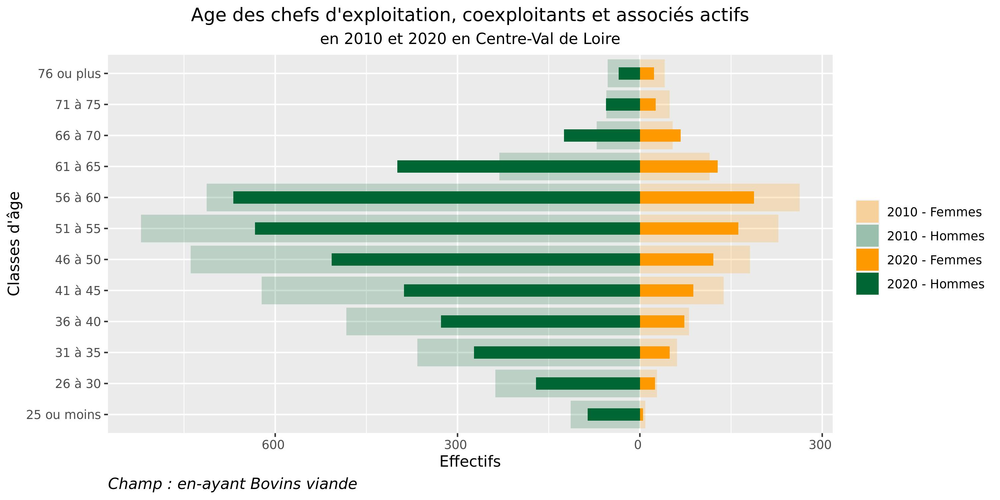 Age des chefs d'exploitation, coexploitants et associés actifs
en 2010 et 2020 en Centre-Val de Loire
Classes d'âge
76 ou plus
71 à 75
66 à 70
61 à 65
56 à 60
51 à 55
46 à 50
41 à 45
36 à 40
31 à 35
26 à 30
25 ou moins
600 300 0 300
Effectifs
2010 - Femmes
2010 - Hommes
2020 - Femmes
2020 - Hommes
Champ : en-ayant Bovins viande